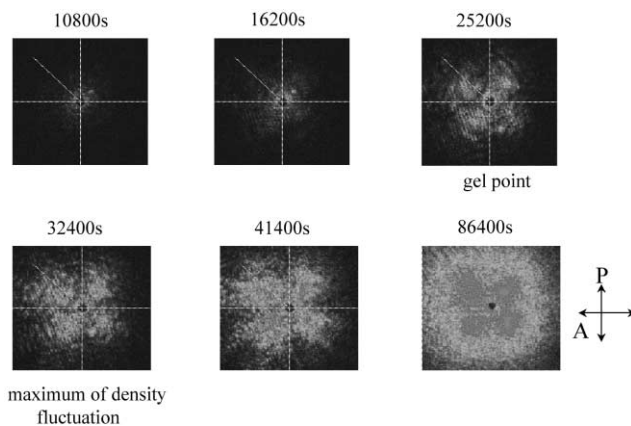 10800s
16200s
25200s
gel point
32400s
41400s
86400s
P
A
maximum of density
fluctuation